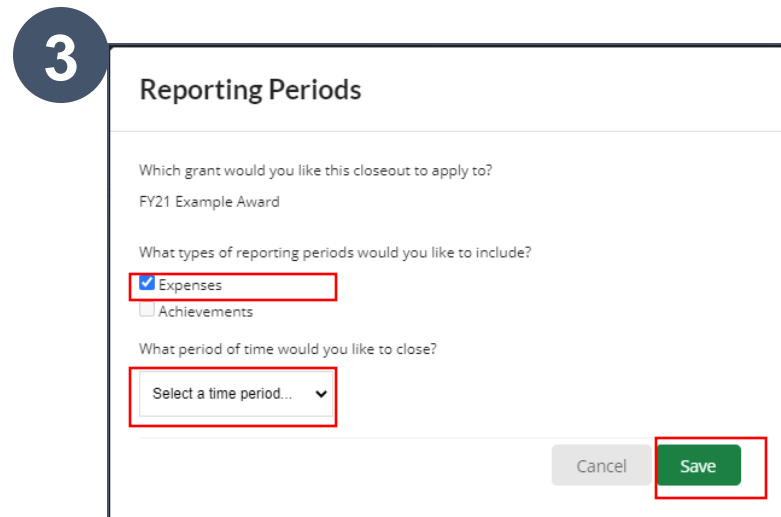 3
Reporting Periods
Which grant would you like this closeout to apply to?
FY21 Example Award
What types of reporting periods would you like to include?
Expenses
Achievements
What period of time would you like to close?
Select a time period...
Cancel Save